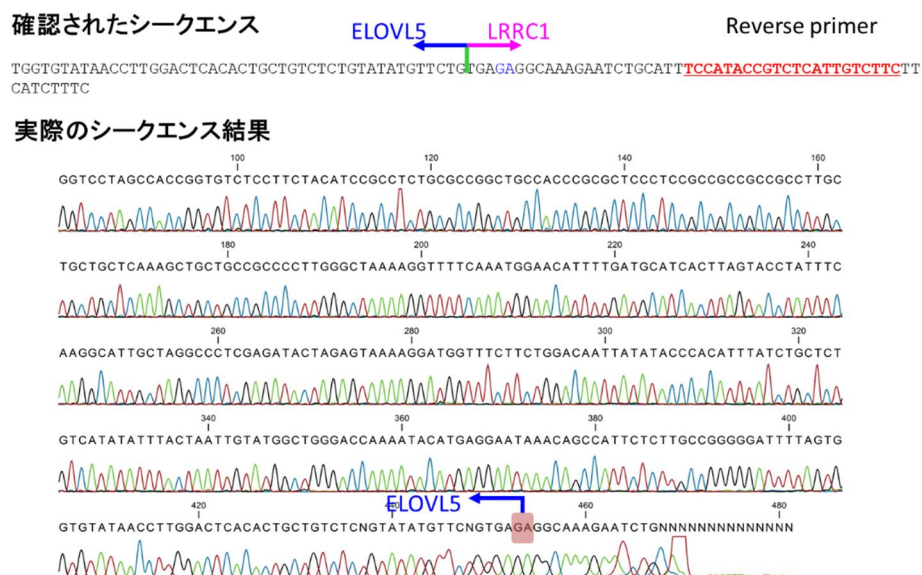 確認されたシークエンス
ELOVL5 LRRC1 Reverse primer
TGGTGTATAACCTTGGACTCACACTGCTGTCTCTGTATATGTTCTGTGAGAGGCAAAGAATCTGCATTTCCATACCGTCTCATTGTCTTCTT
CATCTTTC
実際のシークエンス結果
100 120 140 160
GGTCCTAGCCACCGGTGTCTCCTTCTACATCCGCCTCTGCGCCGGCTGCCACCCGCGCTCCCTCCGCCGCCGCCGCCTTGC
180 200 220 240
TGCTGCTCAAAGCTGCTGCCGCCCCTTGGGCTAAAAGGTTTTCAAATGGAACATTTTGATGCATCACTTAGTACCTATTTC
260 280 300 320
AAGGCATTGCTAGGCCCTCGAGATACTAGAGTAAAAGGATGGTTTCTTCTGGACAATTATATACCCACATTTATCTGCTCT
340 360 380 400
GTCATATATTTACTAATTGTATGGCTGGGACCAAAATACATGAGGAATAAACAGCCATTCTCTTGCCGGGGGATTTTAGTG
ELOVL5
420 440 460 480
GTGTATAACCTTGGACTCACACTGCTGTCTCNGTATATGTTCNGTGAGAGGCAAAGAATCTGNNNNNNNNNNNNNN